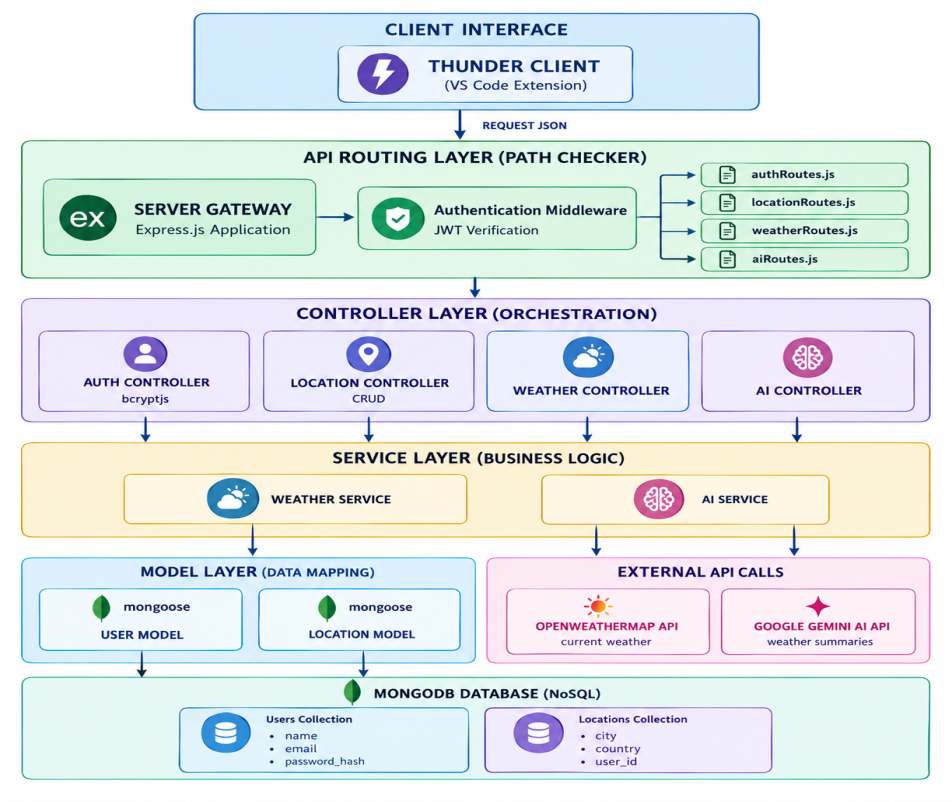 CLIENT INTERFACE
THUNDER CLIENT
(VS Code Extension)
REQUEST JSON
API ROUTING LAYER (PATH CHECKER)
ex
SERVER GATEWAY
Express.js Application
Authentication Middleware
JWT Verification
authRoutes.js
locationRoutes.js
weatherRoutes.js
aiRoutes.js
CONTROLLER LAYER (ORCHESTRATION)
AUTH CONTROLLER
bcryptjs
LOCATION CONTROLLER
CRUD
WEATHER CONTROLLER
AI CONTROLLER
SERVICE LAYER (BUSINESS LOGIC)
WEATHER SERVICE
AI SERVICE
MODEL LAYER (DATA MAPPING)
mongoose
USER MODEL
mongoose
LOCATION MODEL
EXTERNAL API CALLS
OPENWEATHERMAP API
current weather
GOOGLE GEMINI AI API
weather summaries
MONGODB DATABASE (NoSQL)
Users Collection
• name
• email
• password_hash
Locations Collection
• city
• country
• user_id